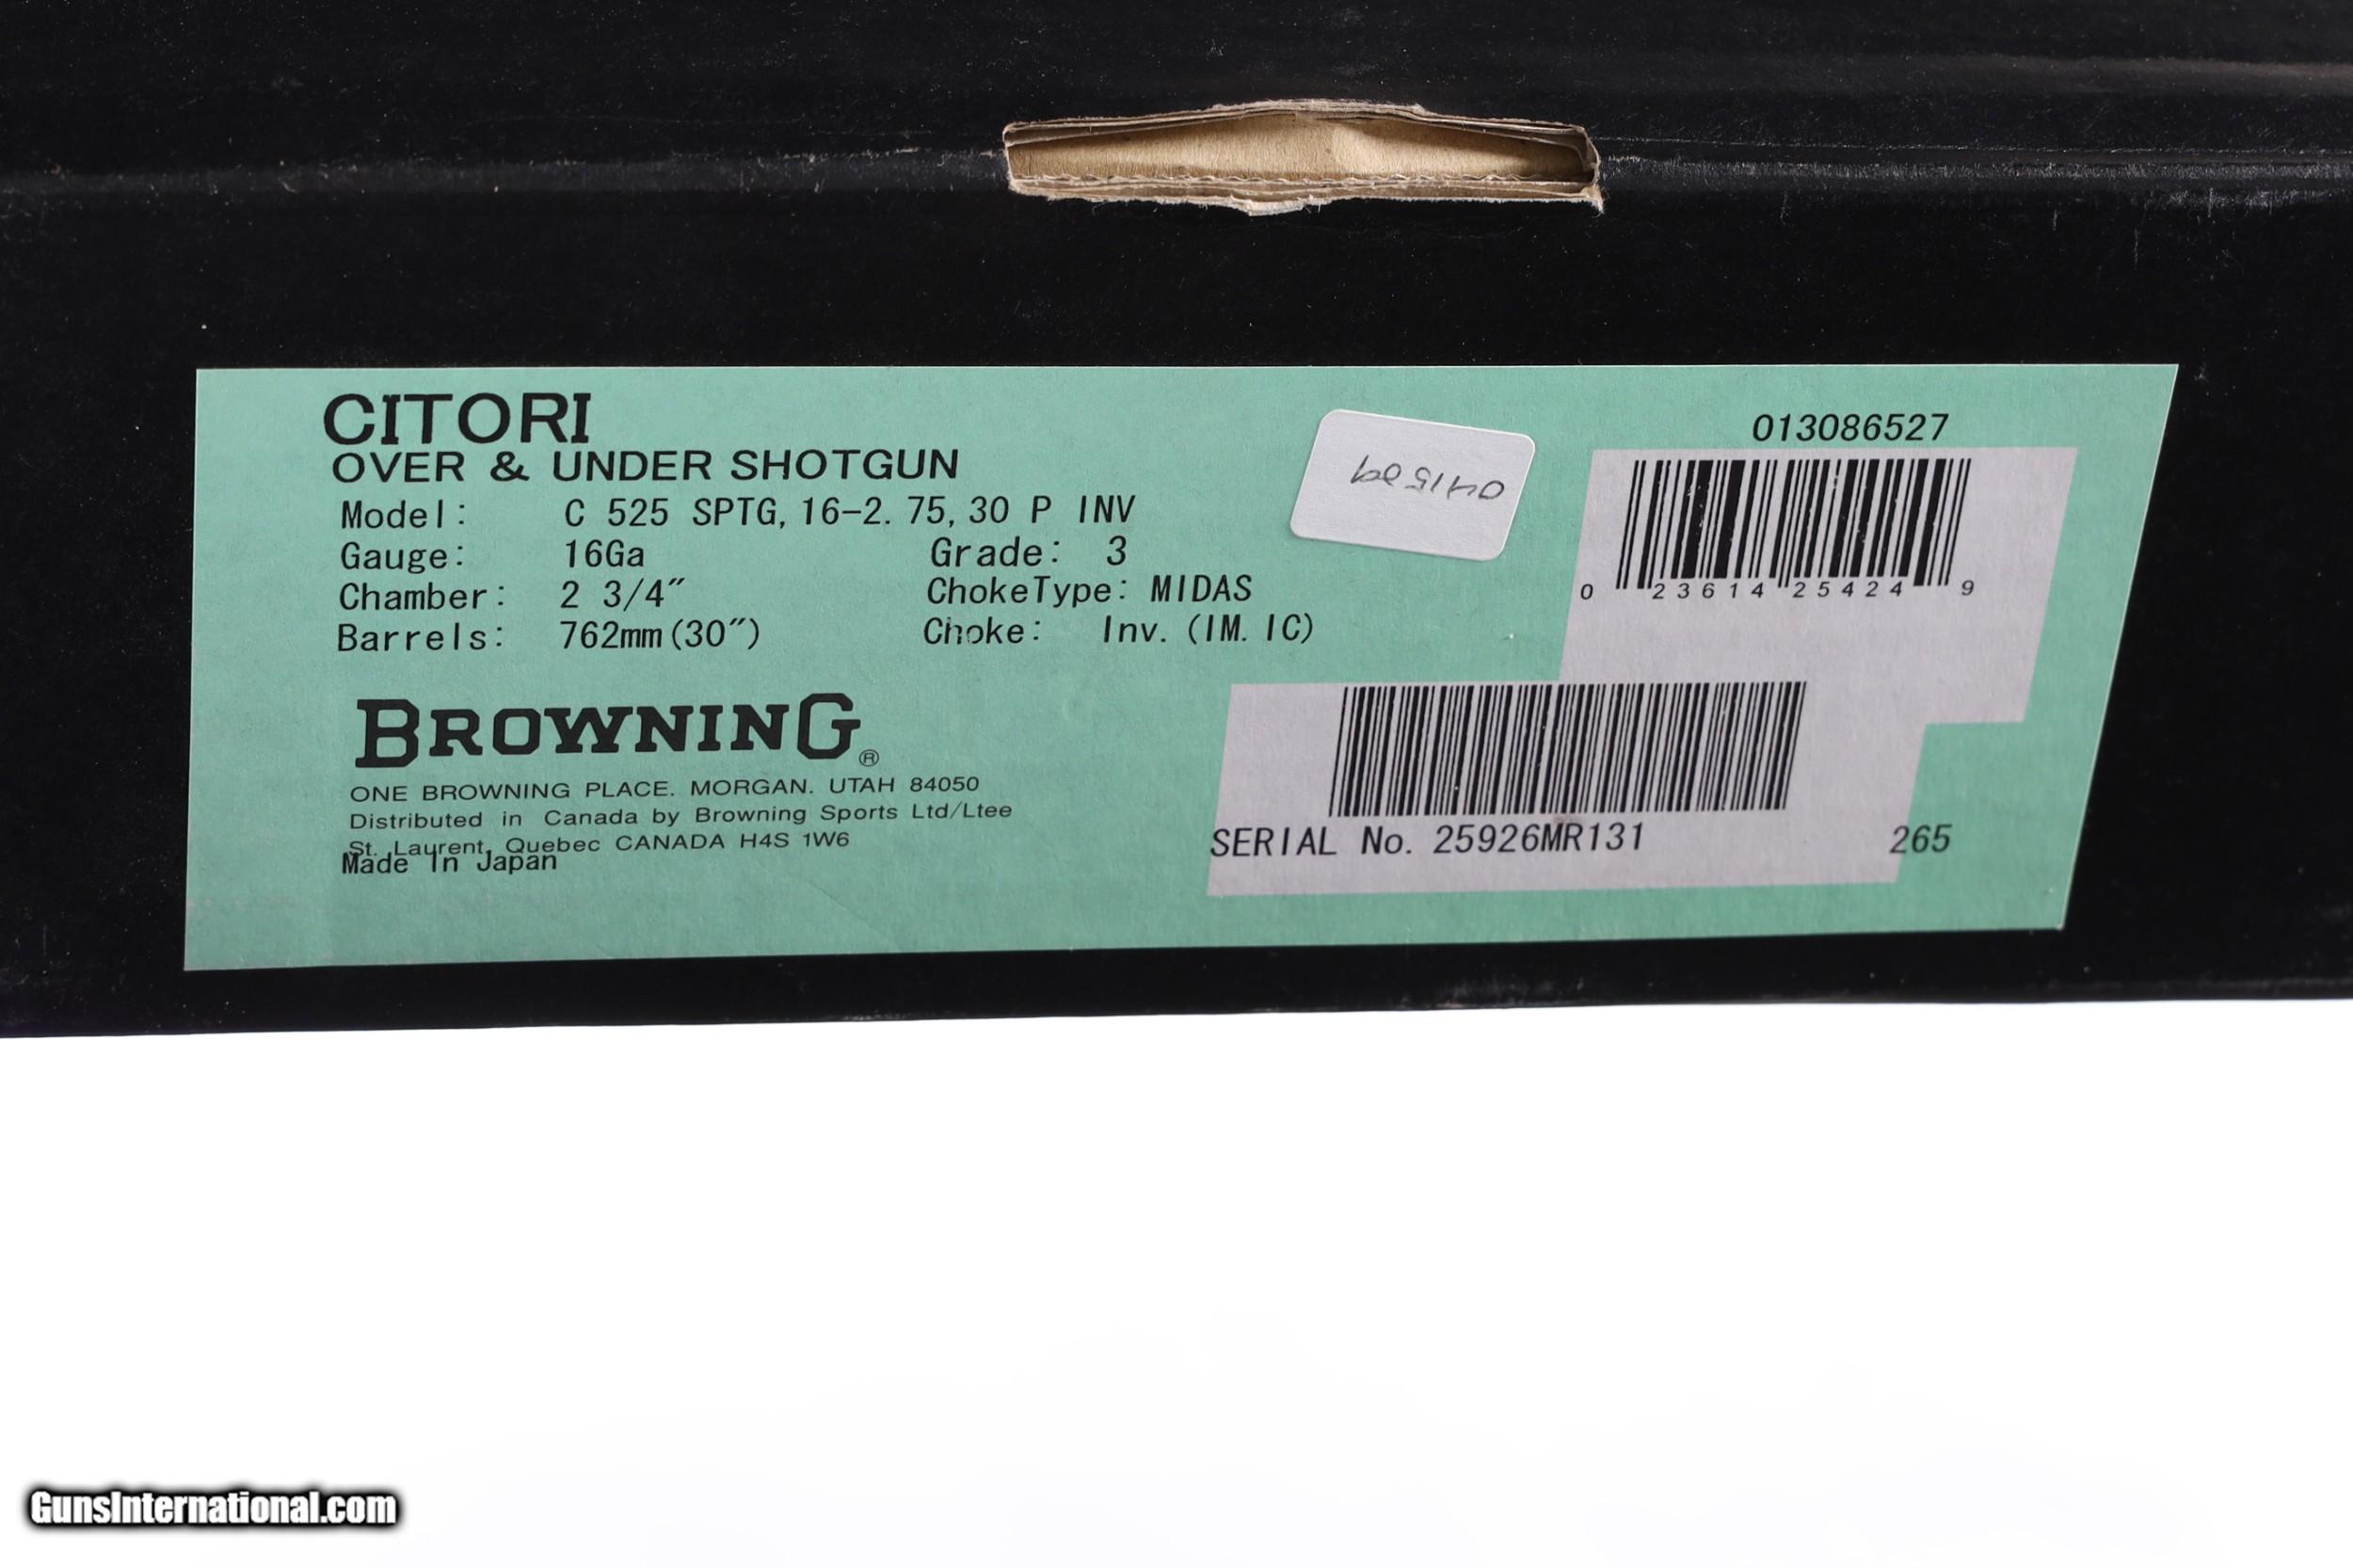 CITORI
OVER & UNDER SHOTGUN
Model: C 525 SPTG, 16-2. 75, 30 P INV
Gauge: 16Ga Grade: 3
Chamber: 2 3/4" ChokeType: MIDAS
Barrels: 762mm (30") Choke: Inv. (IM. IC)
BROWNING®
ONE BROWNING PLACE. MORGAN. UTAH 84050
Distributed in Canada by Browning Sports Ltd/Ltee
St. Laurent, Quebec CANADA H4S 1W6
Made In Japan
013086527
0 23614 25424 9
SERIAL No. 25926MR131 265
GunsInternational.com